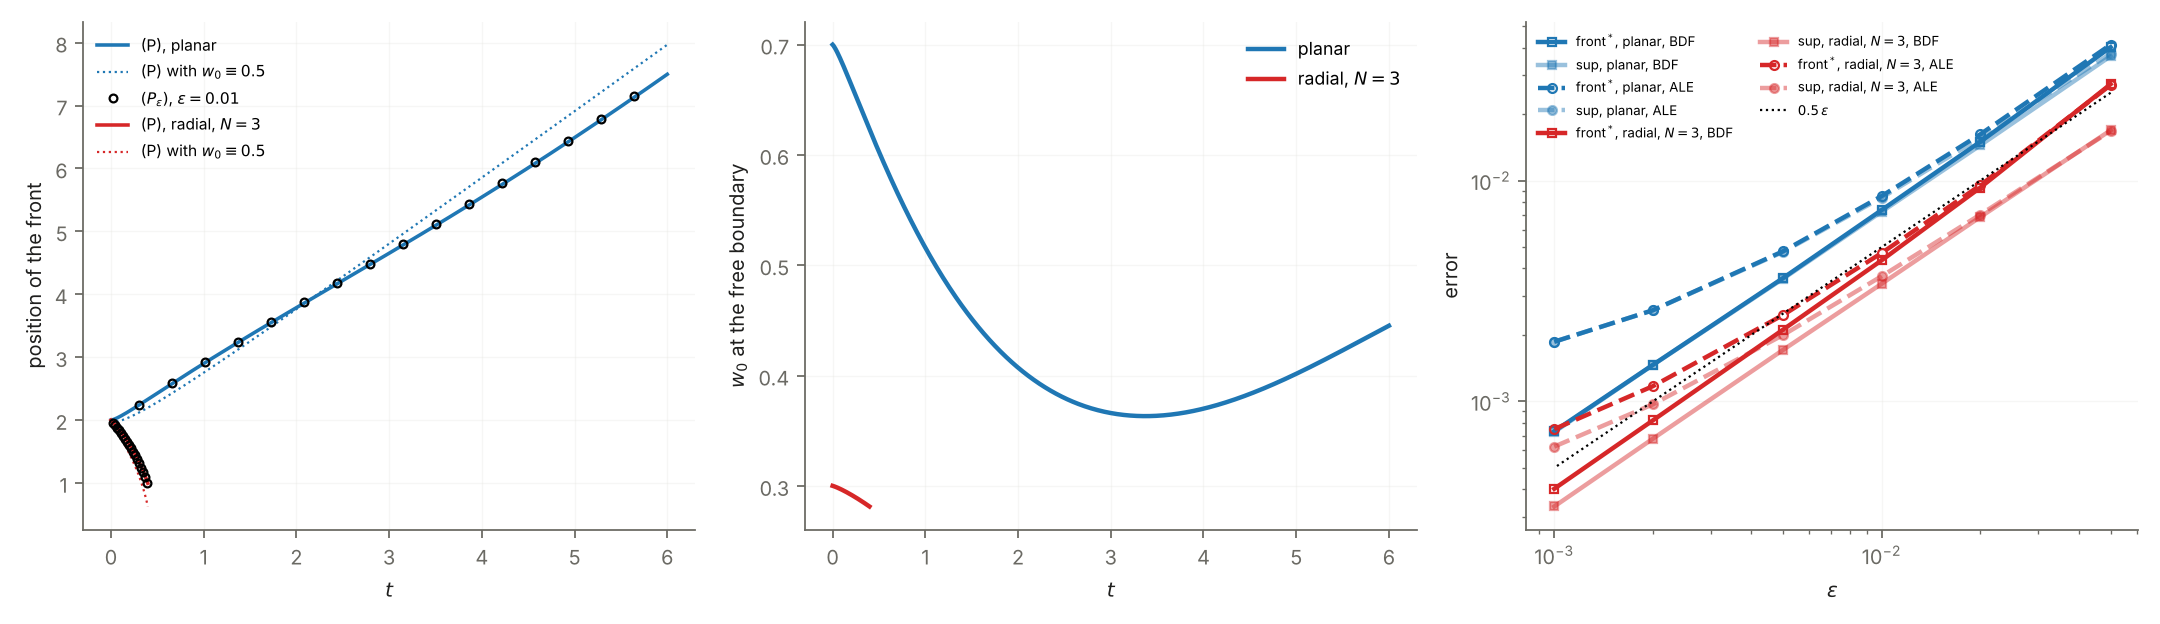 position of the front
8
7
6
5
4
3
2
1
0 1 2 3 4 5 6
t
(P), planar
(P) with w₀ ≡ 0.5
(Pε), ε = 0.01
(P), radial, N = 3
(P) with w₀ ≡ 0.5
w₀ at the free boundary
0.7
0.6
0.5
0.4
0.3
0 1 2 3 4 5 6
t
planar
radial, N = 3
error
10⁻²
10⁻³
10⁻³ 10⁻²
ε
front*, planar, BDF
sup, planar, BDF
front*, planar, ALE
sup, planar, ALE
front*, radial, N = 3, BDF
sup, radial, N = 3, BDF
front*, radial, N = 3, ALE
sup, radial, N = 3, ALE
0.5 ε